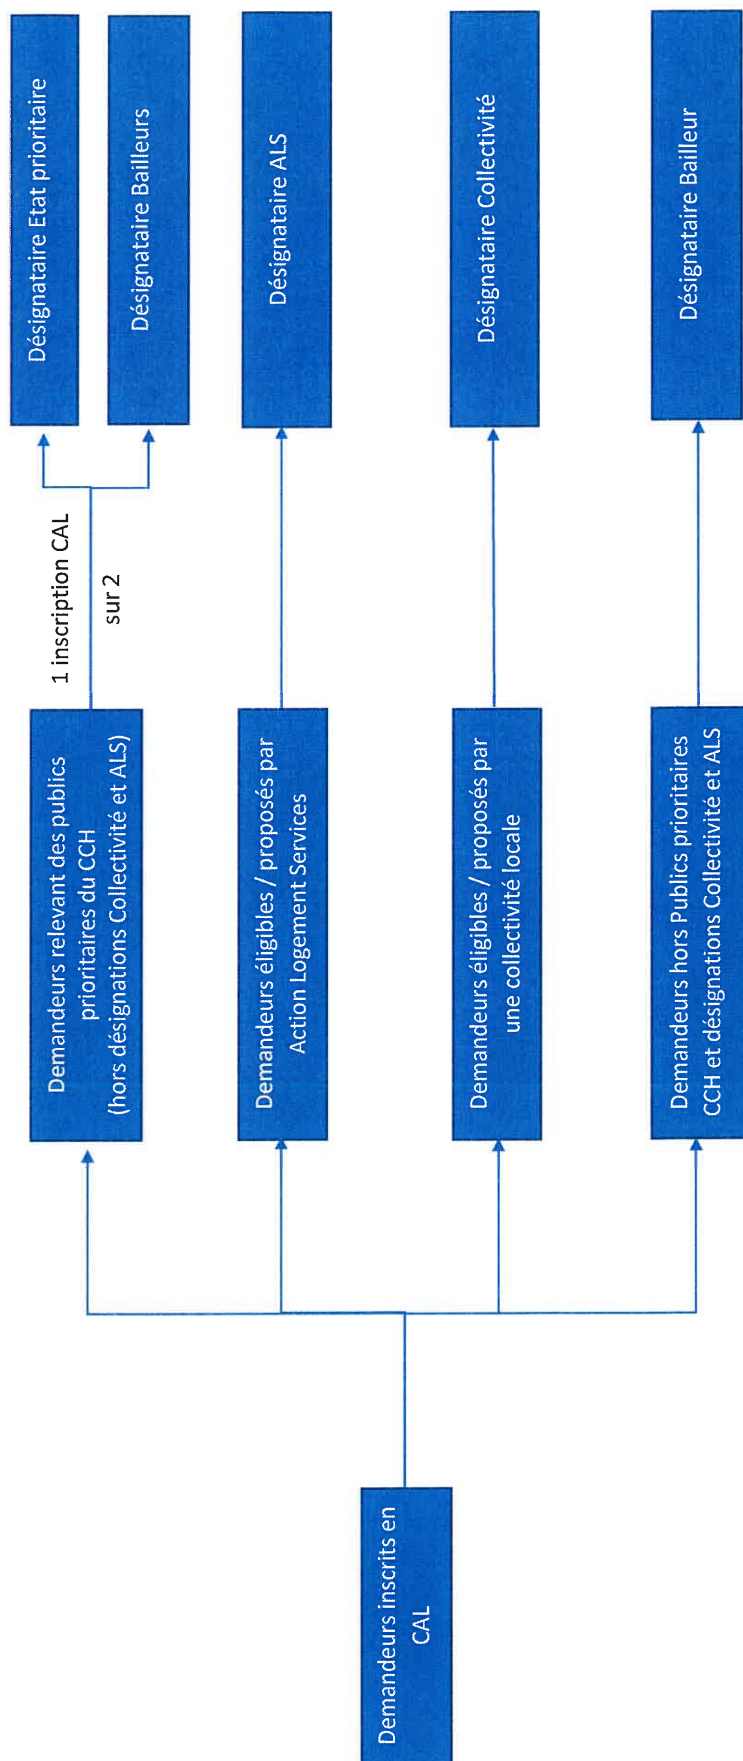 Demandeurs inscrits en
CAL
Demandeurs relevant des publics
prioritaires du CCH
(hors désignations Collectivité et ALS)
1 inscription CAL
sur 2
Désignataire Etat prioritaire
Désignataire Bailleurs
Demandeurs éligibles / proposés par
Action Logement Services
Désignataire ALS
Demandeurs éligibles / proposés par
une collectivité locale
Désignataire Collectivité
Demandeurs hors Publics prioritaires
CCH et désignations Collectivité et ALS
Désignataire Bailleur